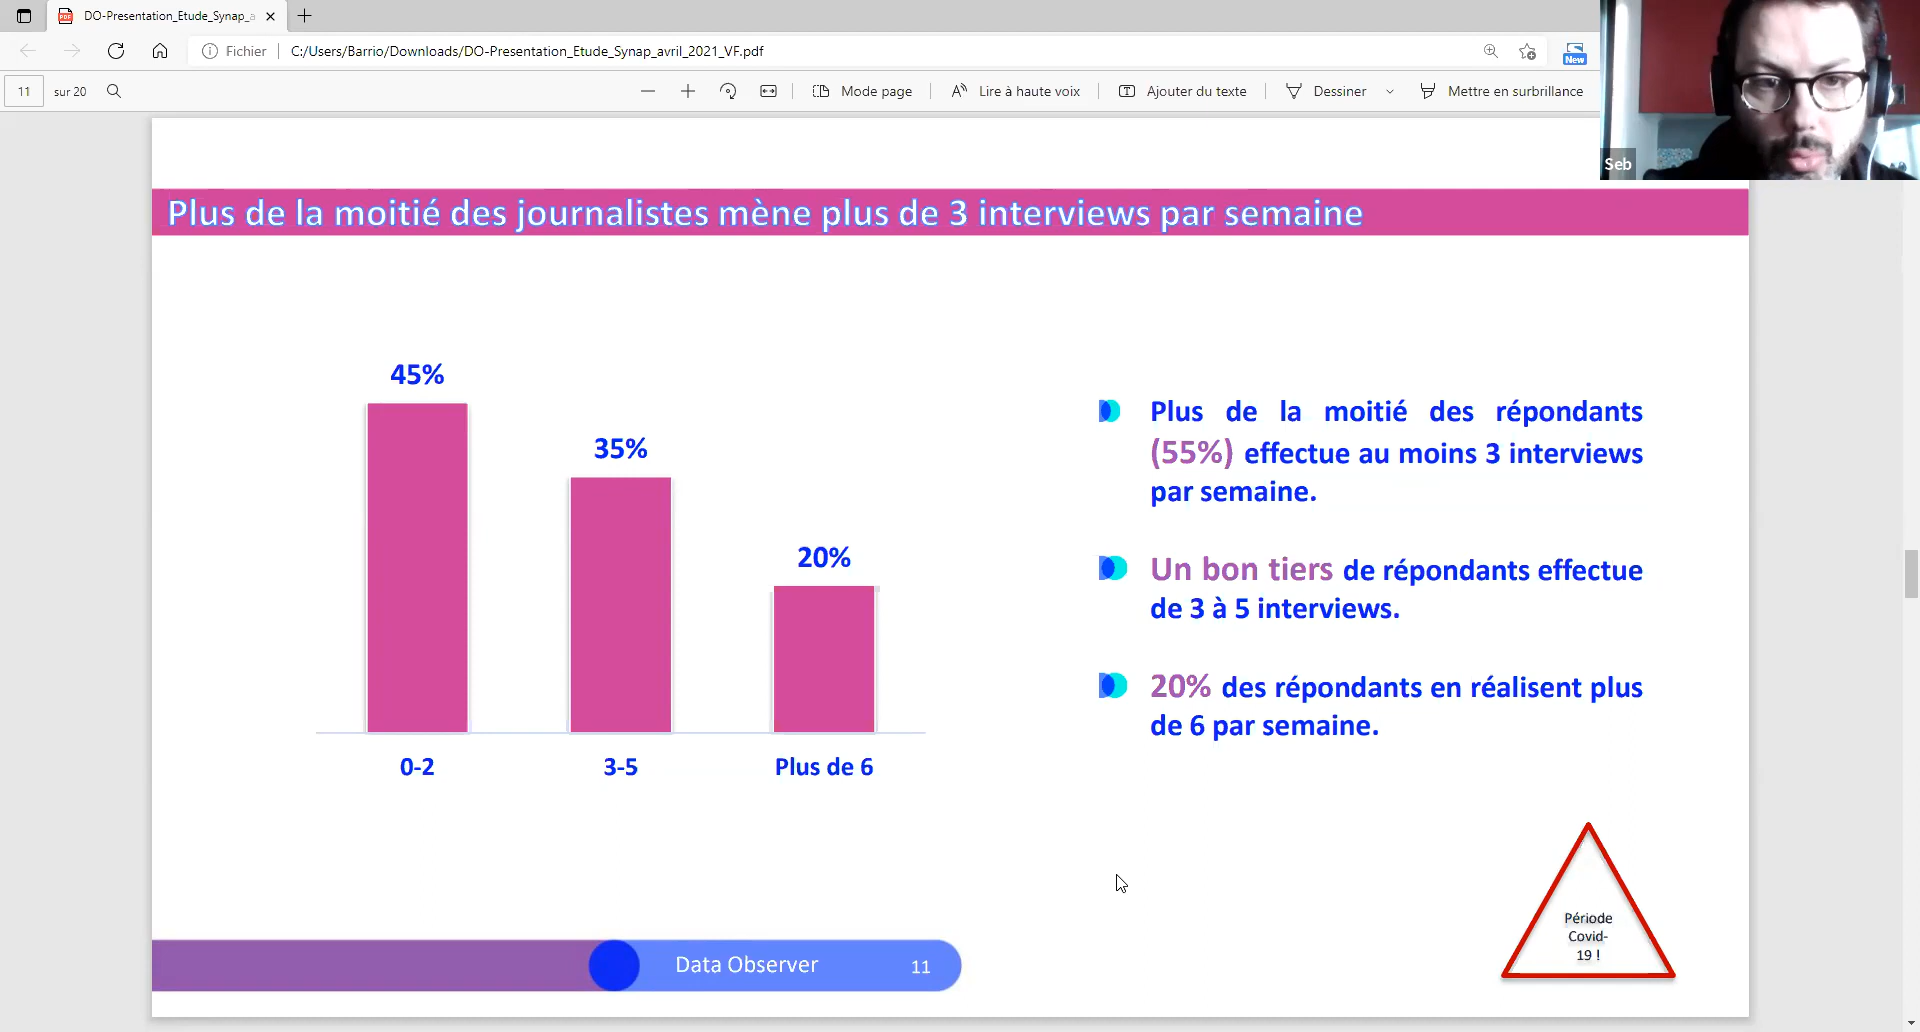 DO-Presentation_Etude_Synap_a
Fichier
C:/Users/Barrio/Downloads/DO-Presentation_Etude_Synap_avril_2021_VF.pdf
New
11 sur 20
Mode page
Lire à haute voix
Ajouter du texte
Dessiner
Mettre en surbrillance
Seb
Plus de la moitié des journalistes mène plus de 3 interviews par semaine
45%
35%
20%
0-2
3-5
Plus de 6
Plus de la moitié des répondants
(55%) effectue au moins 3 interviews
par semaine.
Un bon tiers de répondants effectue
de 3 à 5 interviews.
20% des répondants en réalisent plus
de 6 par semaine.
Période
Covid-
19 !
Data Observer
11